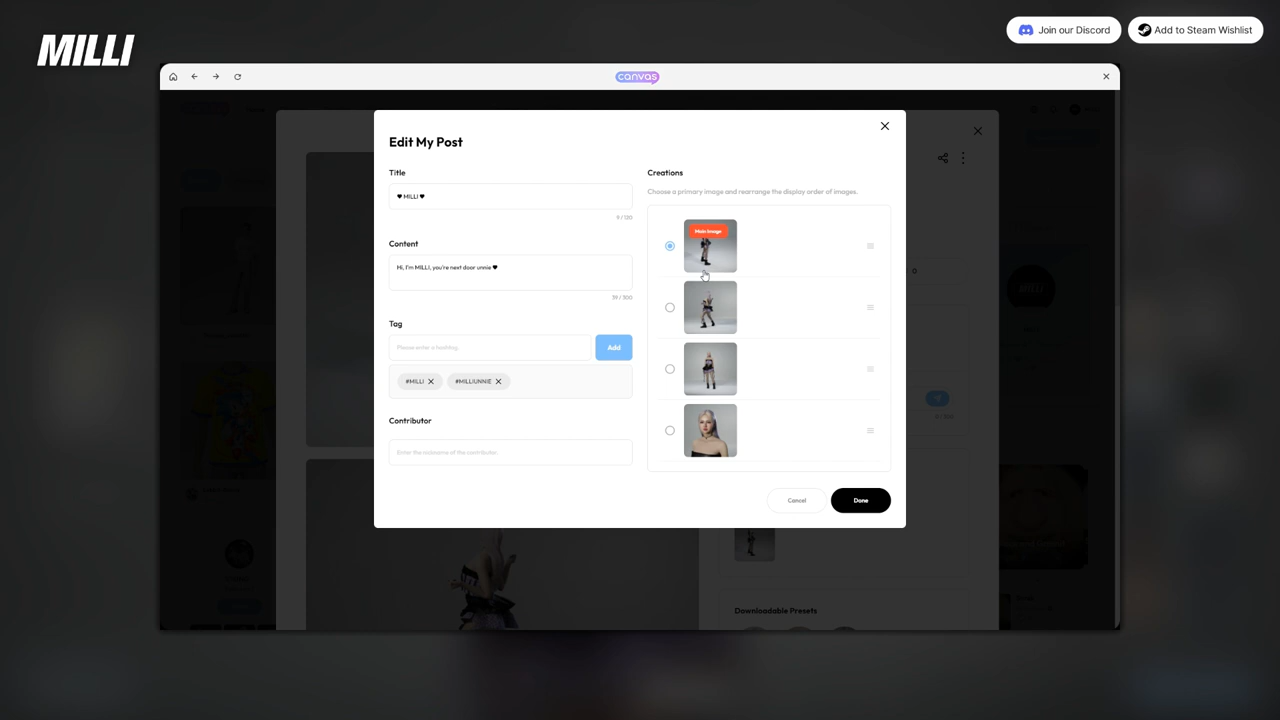 MILLI
Join our Discord
Add to Steam Wishlist
canvas
Edit My Post
Title
♥ MILLI ♥
9 / 120
Content
Hi, I'm MILLI, you're next door unnie ♥
39 / 300
Tag
Please enter a hashtag.
Add
#MILLI
#MILLIUNNIE
Contributor
Enter the nickname of the contributor.
Creations
Choose a primary image and rearrange the display order of images.
Main Image
Cancel
Done
0
Downloadable Presets